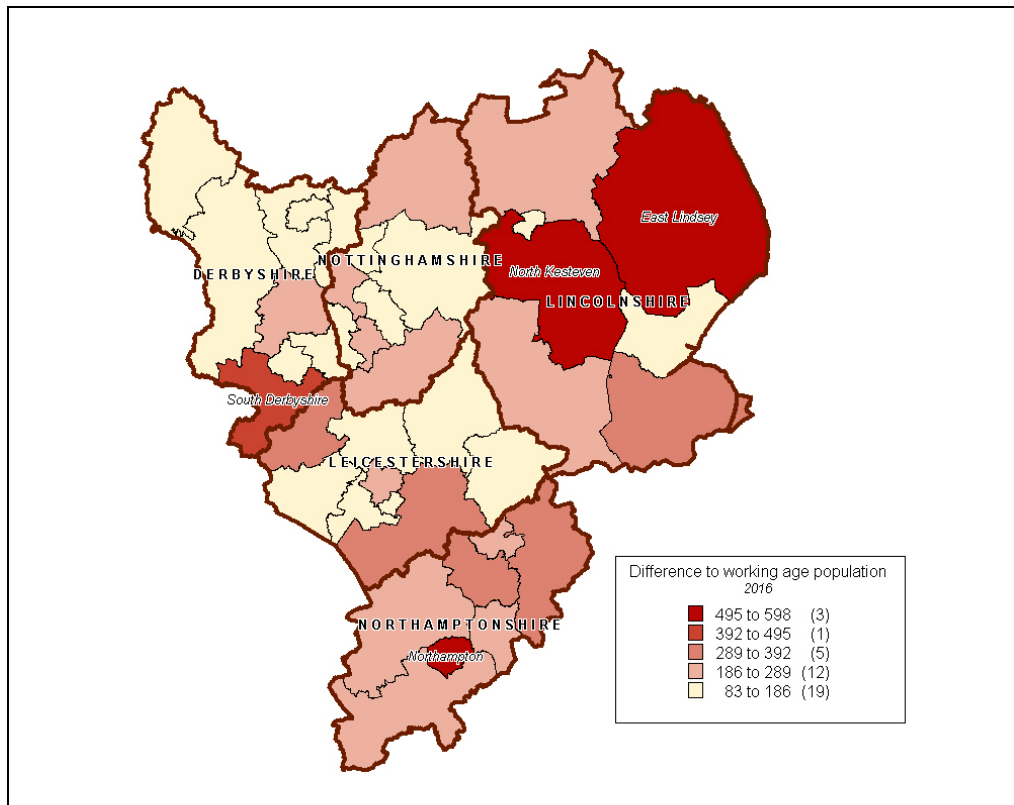 East Lindsey
NOTTINGHAMSHIRE
DERBYSHIRE
North Kesteven
LINCOLNSHIRE
South Derbyshire
LEICESTERSHIRE
NORTHAMPTONSHIRE
Northampton
Difference to working age population
2016
495 to 598 (3)
392 to 495 (1)
289 to 392 (5)
186 to 289 (12)
83 to 186 (19)